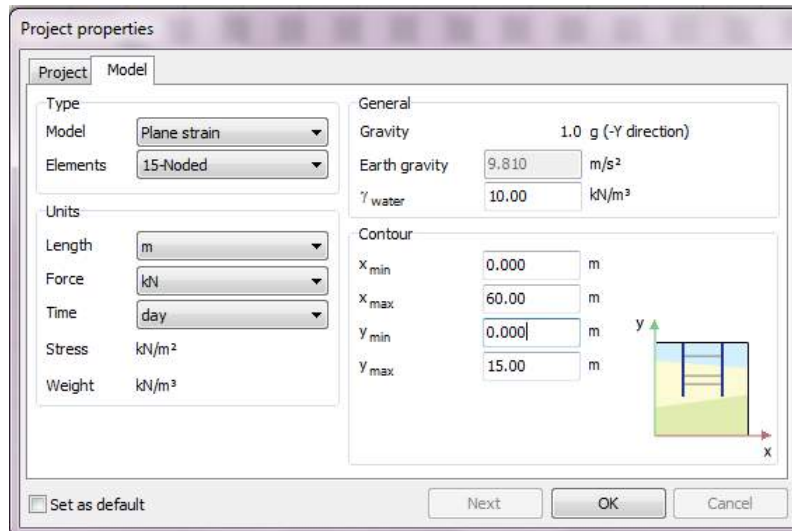 Project properties
Project Model
Type
Model Plane strain
Elements 15-Noded
Units
Length m
Force kN
Time day
Stress kN/m²
Weight kN/m³
General
Gravity 1.0 g (-Y direction)
Earth gravity 9.810 m/s²
γ water 10.00 kN/m³
Contour
x min 0.000 m
x max 60.00 m
y min 0.000 m
y max 15.00 m
y
x
Set as default Next OK Cancel